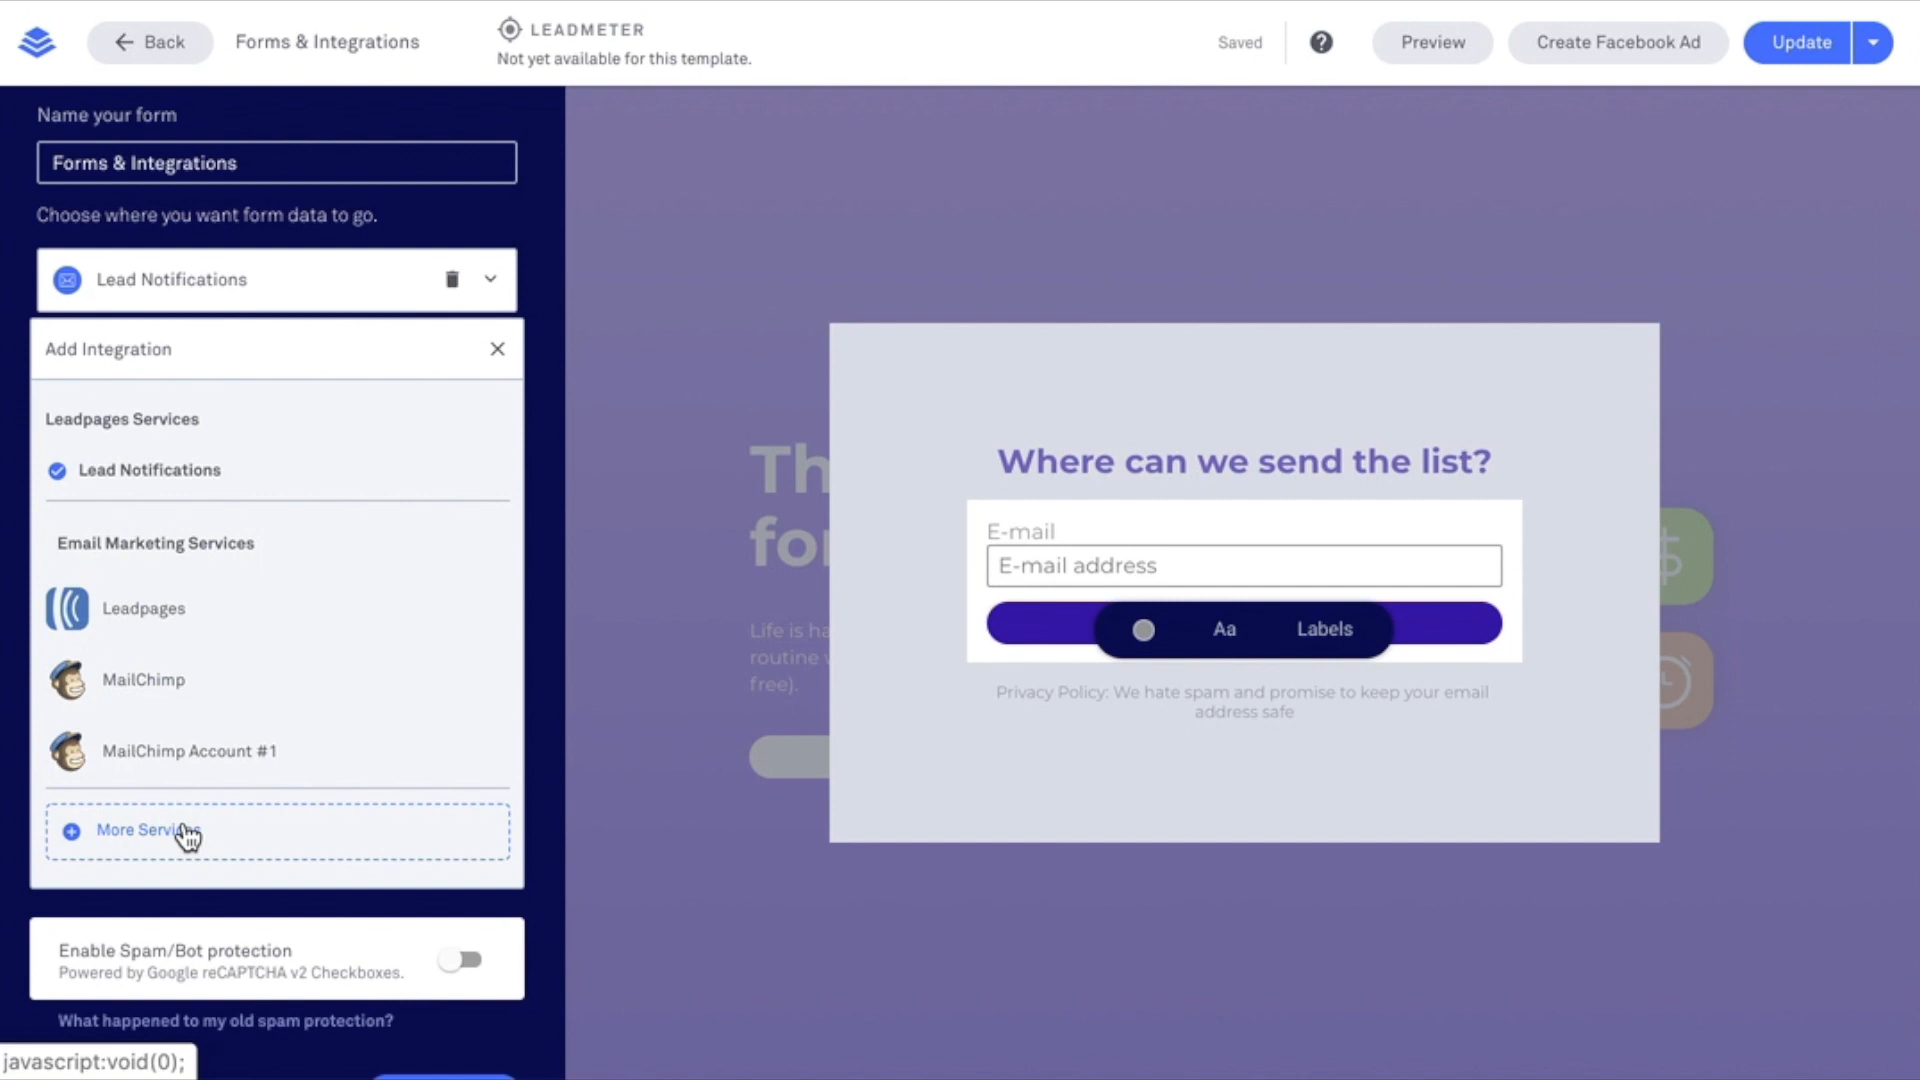 Back
Forms & Integrations
LEADMETER
Not yet available for this template.
Saved
Preview
Create Facebook Ad
Update
Name your form
Forms & Integrations
Choose where you want form data to go.
Lead Notifications
Add Integration
Leadpages Services
Lead Notifications
Email Marketing Services
Leadpages
MailChimp
MailChimp Account #1
More Services
Enable Spam/Bot protection
Powered by Google reCAPTCHA v2 Checkboxes.
What happened to my old spam protection?
javascript:void(0);
Th
for
Life is ha
routine
free).
Where can we send the list?
E-mail
E-mail address
Aa
Labels
Privacy Policy: We hate spam and promise to keep your email
address safe
$